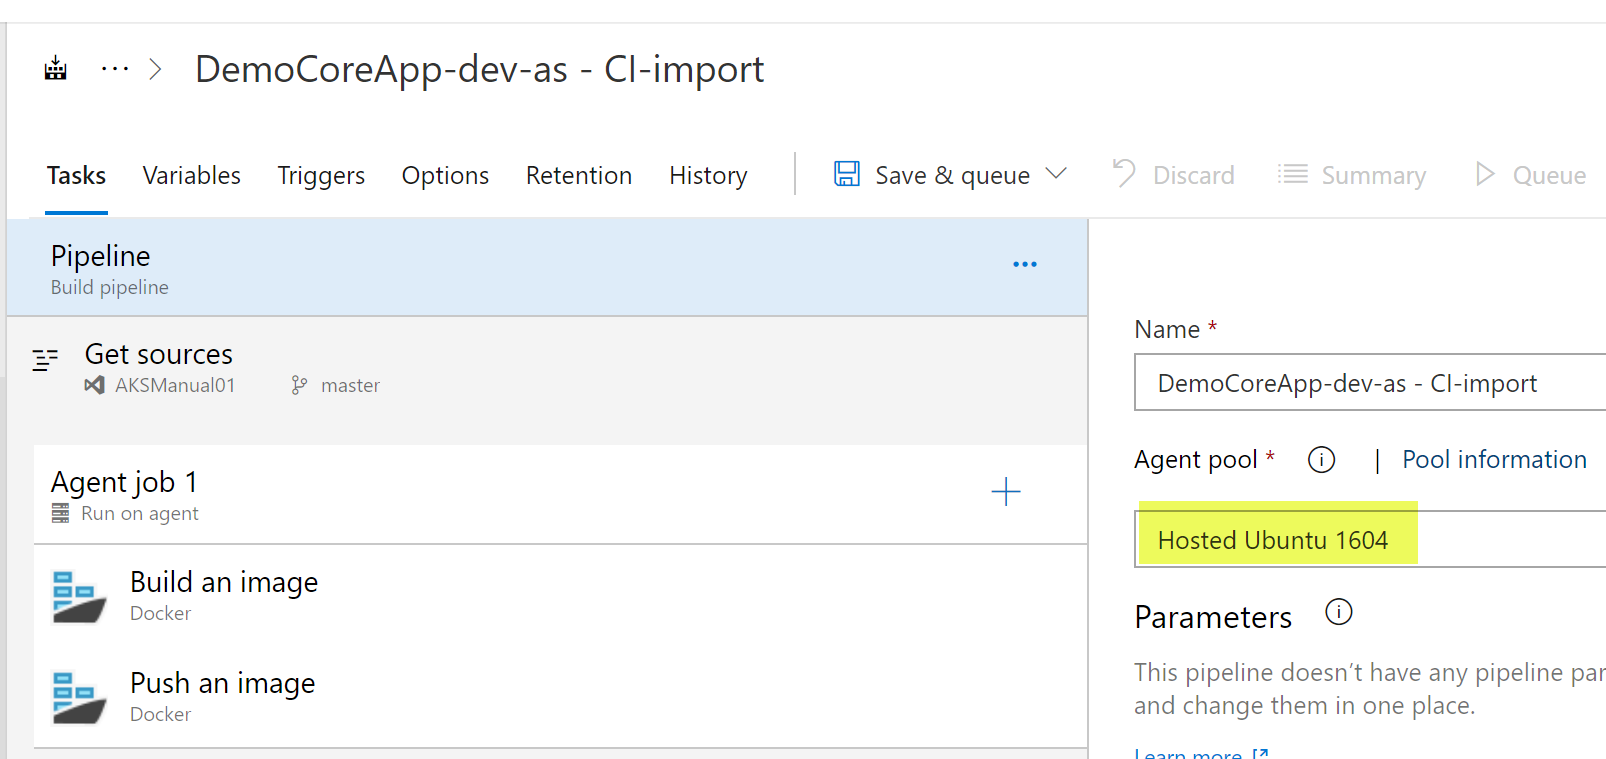 ··· > DemoCoreApp-dev-as - CI-import
Tasks Variables Triggers Options Retention History Save & queue Discard Summary Queue
Pipeline
Build pipeline
Get sources
AKSManual01 master
Agent job 1
Run on agent
Build an image
Docker
Push an image
Docker
Name *
DemoCoreApp-dev-as - CI-import
Agent pool * | Pool information
Hosted Ubuntu 1604
Parameters
This pipeline doesn't have any pipeline par
and change them in one place.
Learn more